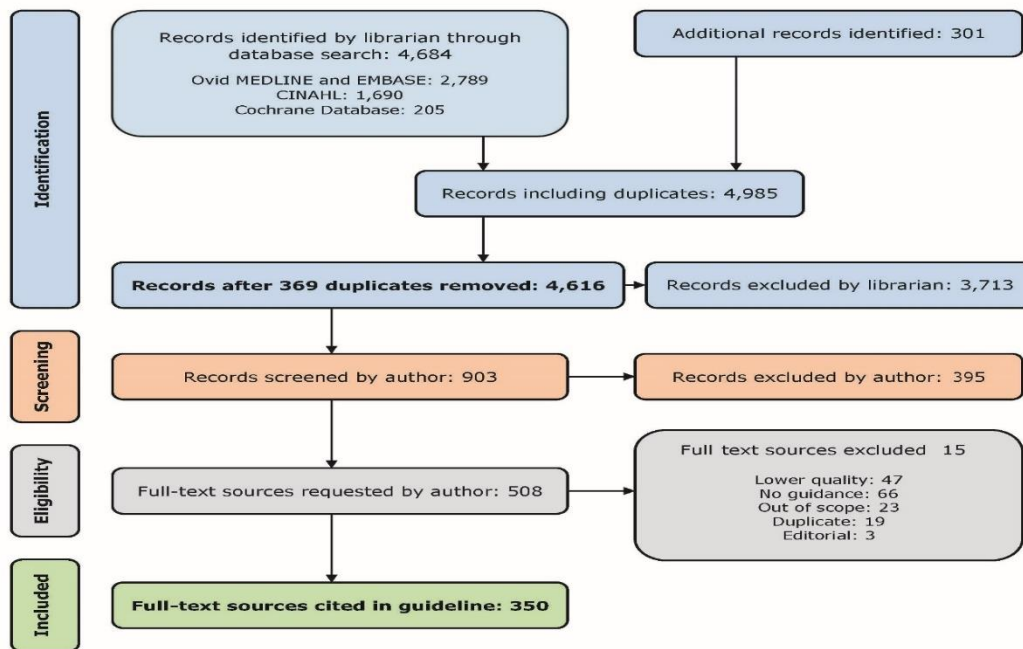 Identification
Records identified by librarian through
database search: 4,684
Ovid MEDLINE and EMBASE: 2,789
CINAHL: 1,690
Cochrane Database: 205
Additional records identified: 301
Records including duplicates: 4,985
Records after 369 duplicates removed: 4,616
Records excluded by librarian: 3,713
Screening
Records screened by author: 903
Records excluded by author: 395
Eligibility
Full-text sources requested by author: 508
Full text sources excluded 15
Lower quality: 47
No guidance: 66
Out of scope: 23
Duplicate: 19
Editorial: 3
Included
Full-text sources cited in guideline: 350